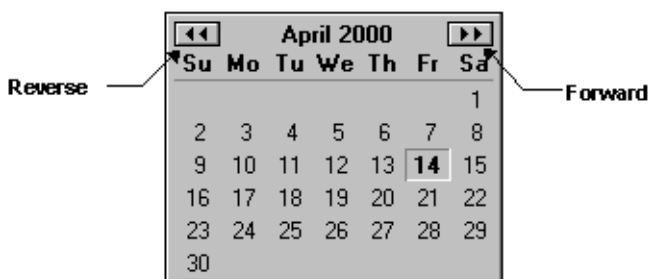 April 2000
Su Mo Tu We Th Fr Sa
Reverse
Forward
1
2 3 4 5 6 7 8
9 10 11 12 13 14 15
16 17 18 19 20 21 22
23 24 25 26 27 28 29
30